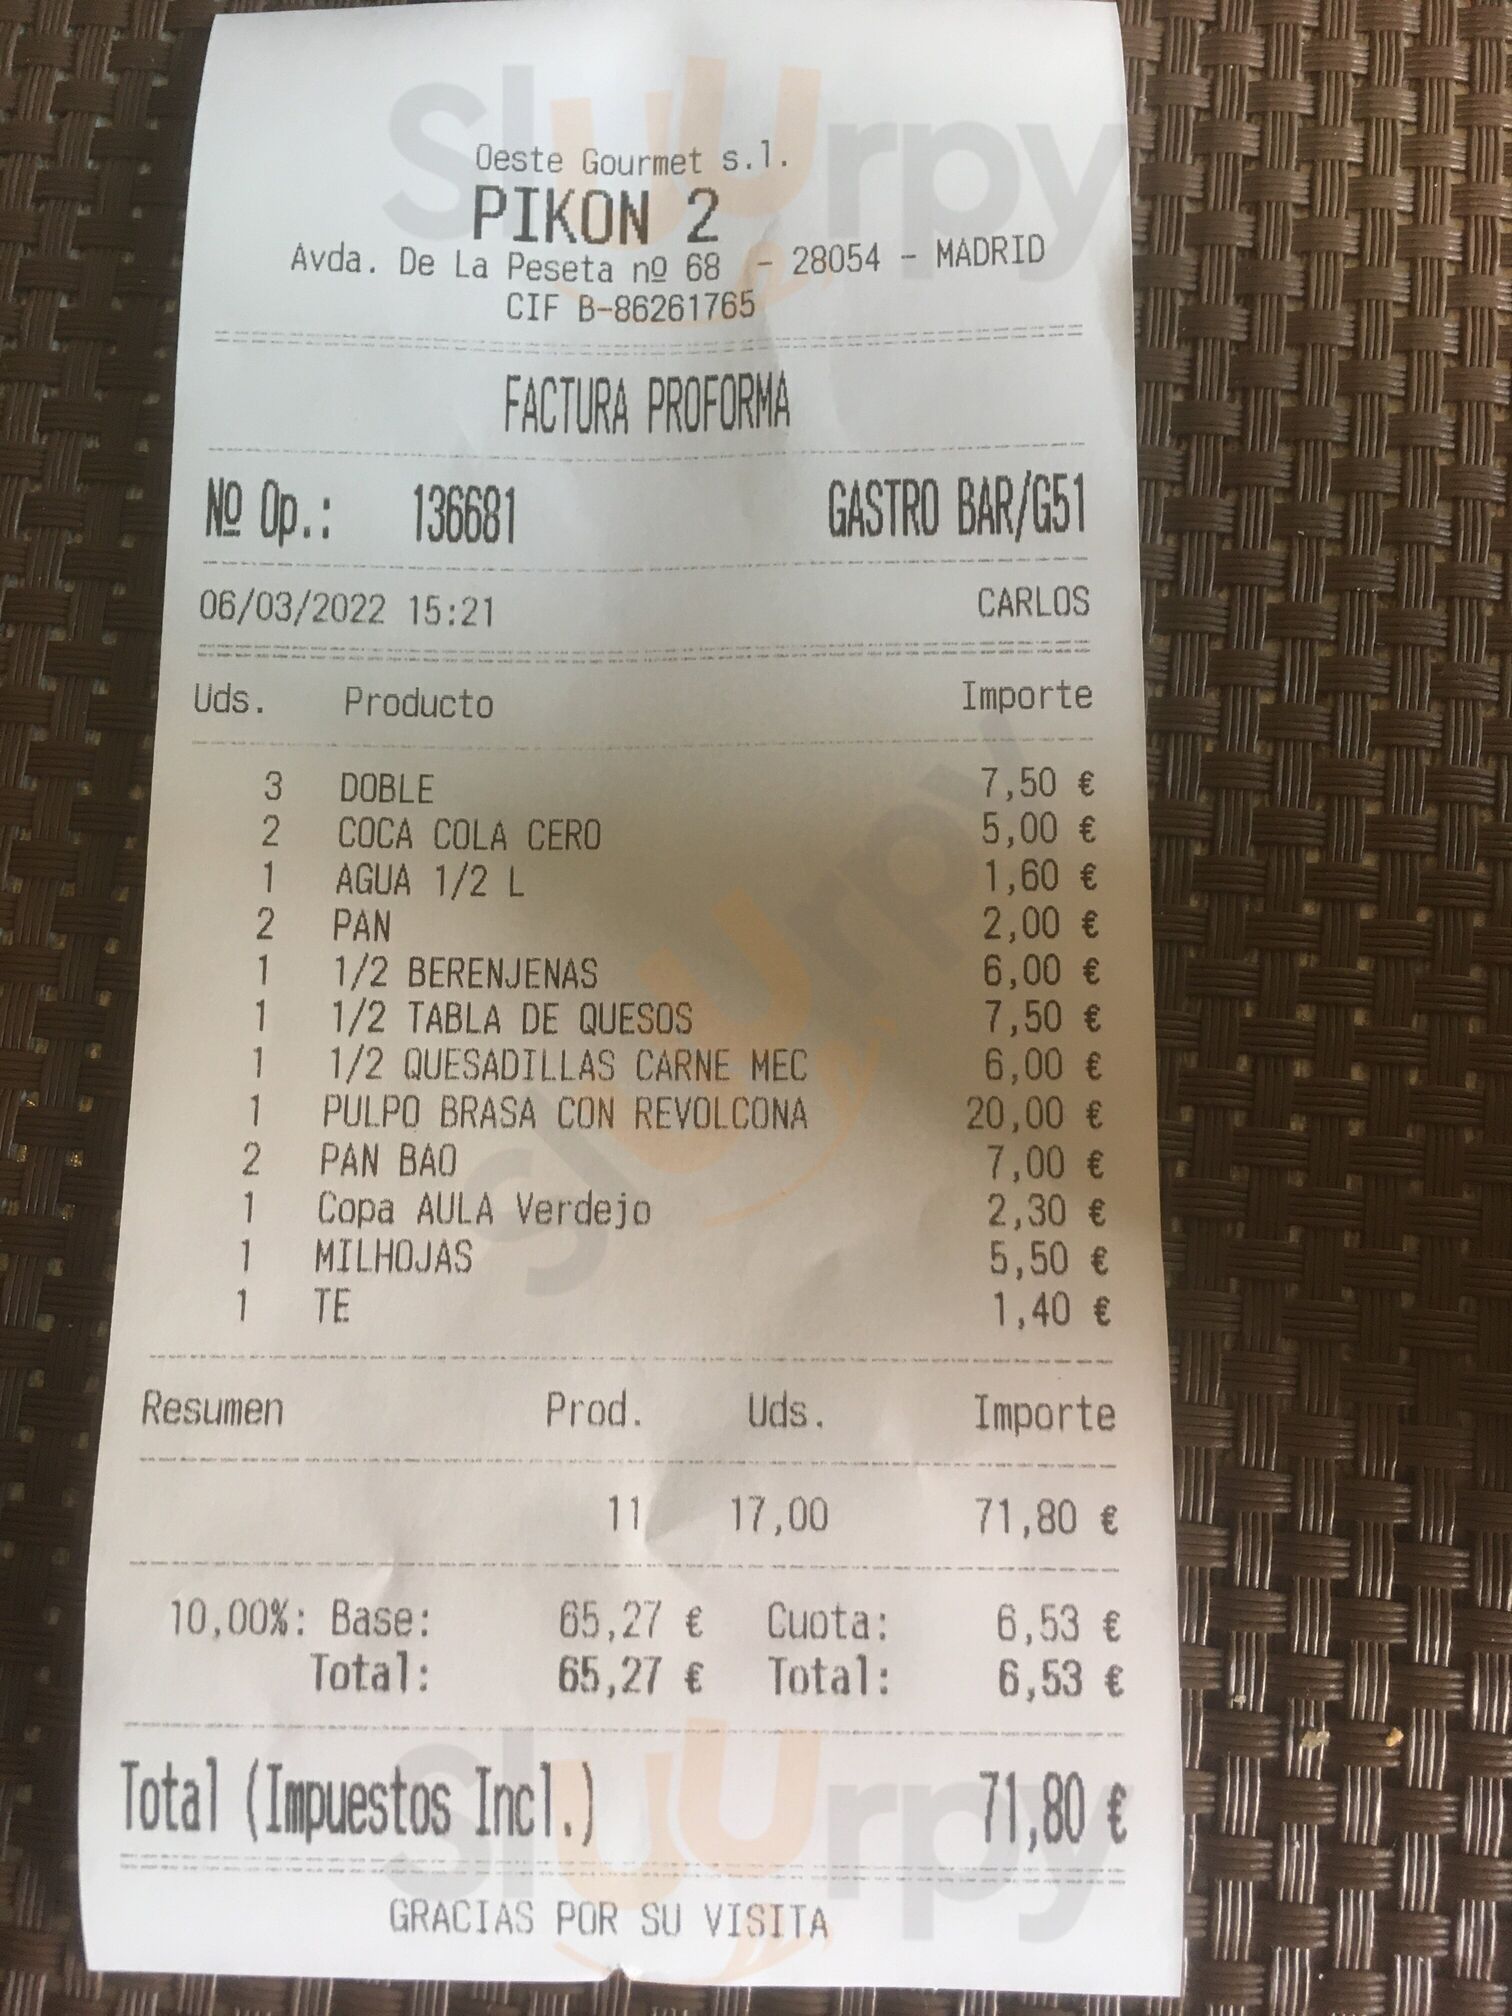 Sluurpy
Oeste Gourmet s.l.
PIKON 2
Avda. De La Peseta nº 68 - 28054 - MADRID
CIF B-86261765
FACTURA PROFORMA
Nº Op.: 136681 GASTRO BAR/G51
06/03/2022 15:21 CARLOS
Uds. Producto Importe
3 DOBLE 7,50 €
2 COCA COLA CERO 5,00 €
1 AGUA 1/2 L 1,60 €
2 PAN 2,00 €
1 1/2 BERENJENAS 6,00 €
1 1/2 TABLA DE QUESOS 7,50 €
1 1/2 QUESADILLAS CARNE MEC 6,00 €
1 PULPO BRASA CON REVOLCONA 20,00 €
2 PAN BAO 7,00 €
1 Copa AULA Verdejo 2,30 €
1 MILHOJAS 5,50 €
1 TE 1,40 €
Sluurpy
Resumen Prod. Uds. Importe
11 17,00 71,80 €
10,00%: Base: 65,27 € Cuota: 6,53 €
Total: 65,27 € Total: 6,53 €
Total (Impuestos Incl.) 71,80 €
Sluurpy
GRACIAS POR SU VISITA